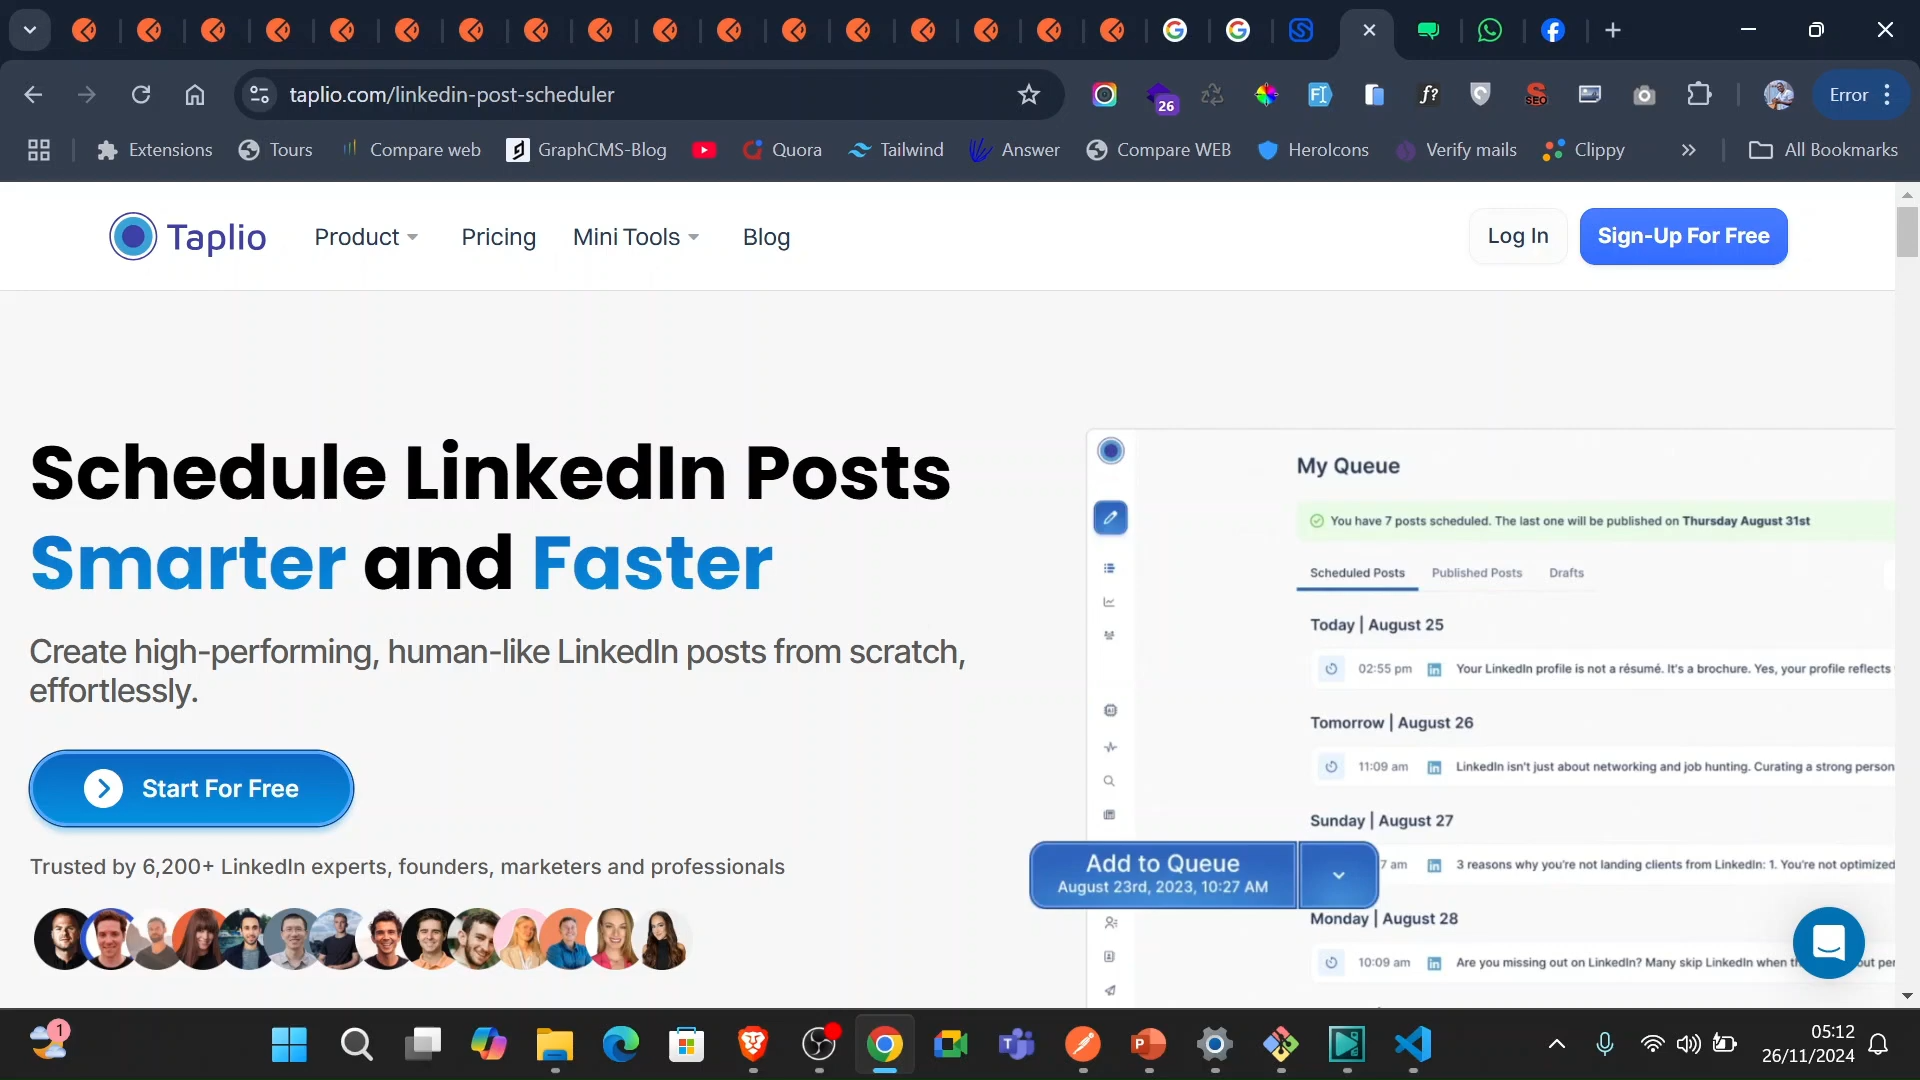 taplio.com/linkedin-post-scheduler
26
SEO
Error
Extensions
Tours
Compare web
GraphCMS-Blog
Quora
Tailwind
Answer
Compare WEB
HeroIcons
Verify mails
Clippy
All Bookmarks
Taplio
Product
Pricing
Mini Tools
Blog
Log In
Sign-Up For Free
Schedule LinkedIn Posts
Smarter and Faster
Create high-performing, human-like LinkedIn posts from scratch,
effortlessly.
Start For Free
Trusted by 6,200+ LinkedIn experts, founders, marketers and professionals
My Queue
You have 7 posts scheduled. The last one will be published on Thursday August 31st
Scheduled Posts
Published Posts
Drafts
Today | August 25
02:55 pm
Your LinkedIn profile is not a résumé. It's a brochure. Yes, your profile reflects
Tomorrow | August 26
11:09 am
LinkedIn isn't just about networking and job hunting. Curating a strong person
Sunday | August 27
7 am
3 reasons why you're not landing clients from LinkedIn: 1. You're not optimized
Add to Queue
August 23rd, 2023, 10:27 AM
Monday | August 28
10:09 am
Are you missing out on LinkedIn? Many skip LinkedIn when
1
05:12
26/11/2024